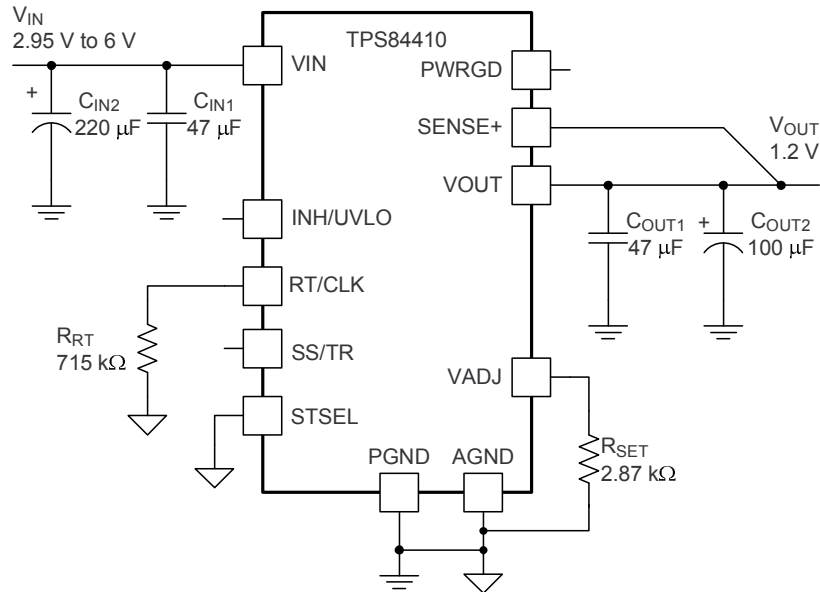 VIN
2.95 V to 6 V
TPS84410
VIN
PWRGD
+
CIN2
220 μF
CIN1
47 μF
SENSE+
VOUT
1.2 V
VOUT
INH/UVLO
COUT1
47 μF
+
COUT2
100 μF
RT/CLK
RRT
715 kΩ
SS/TR
VADJ
STSEL
PGND
AGND
RSET
2.87 kΩ